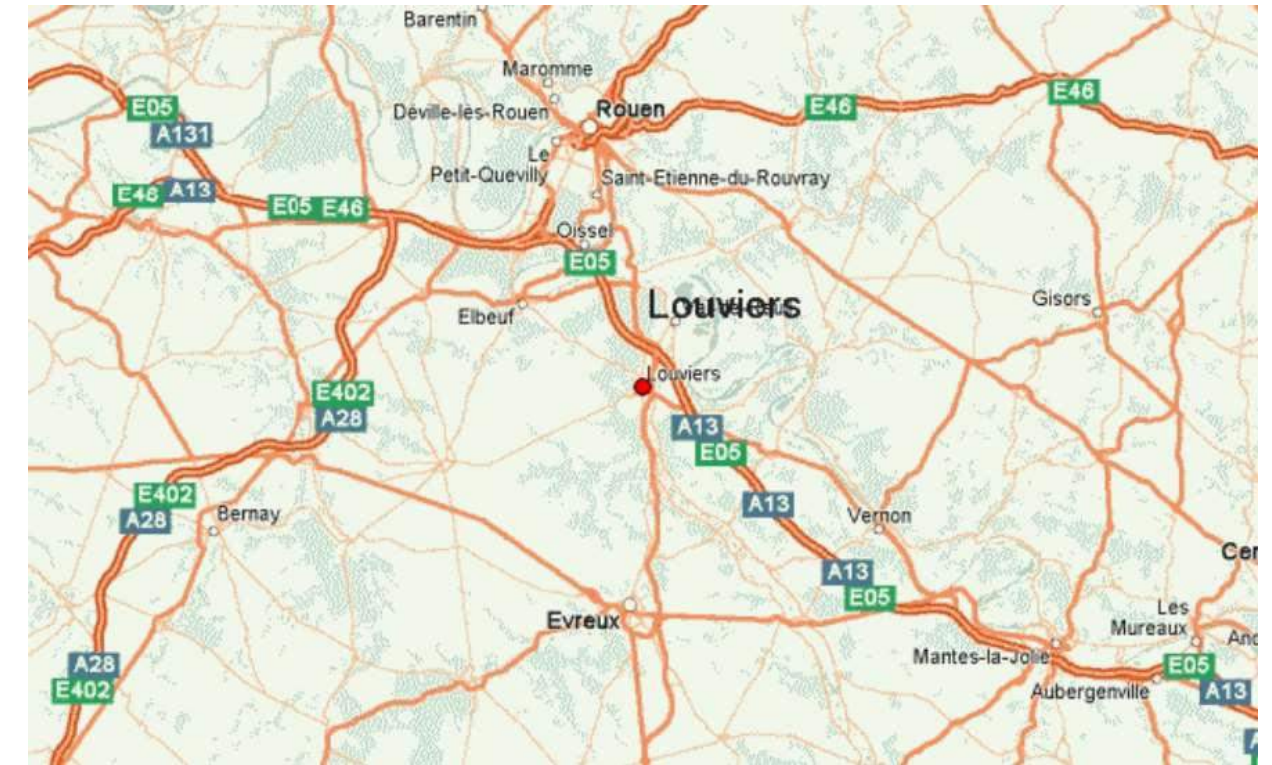 Barentin
Maromme
Déville-lès-Rouen
Rouen
E05
A131
E46
E46
Le
Petit-Quevilly
Saint-Etienne-du-Rouvray
E46
A13
E05
E46
Oissel
E05
Elbeuf
Louviers
Gisors
Louviers
E402
A28
A13
E05
E402
A28
Bernay
A13
Vernon
A13
E05
Evreux
Cer
Les
Mureaux
And
Mantes-la-Jolie
Aubergenville
E05
A13
A28
E402